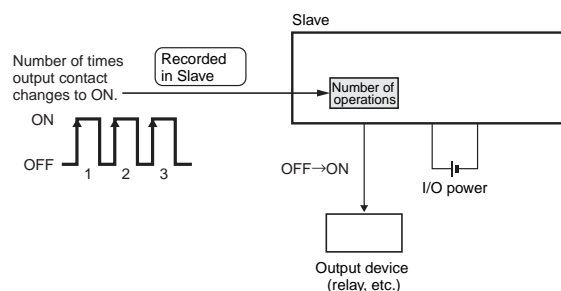 Slave
Number of times
output contact
changes to ON.
Recorded
in Slave
Number of
operations
ON
OFF
1 2 3
OFF→ON
I/O power
Output device
(relay, etc.)